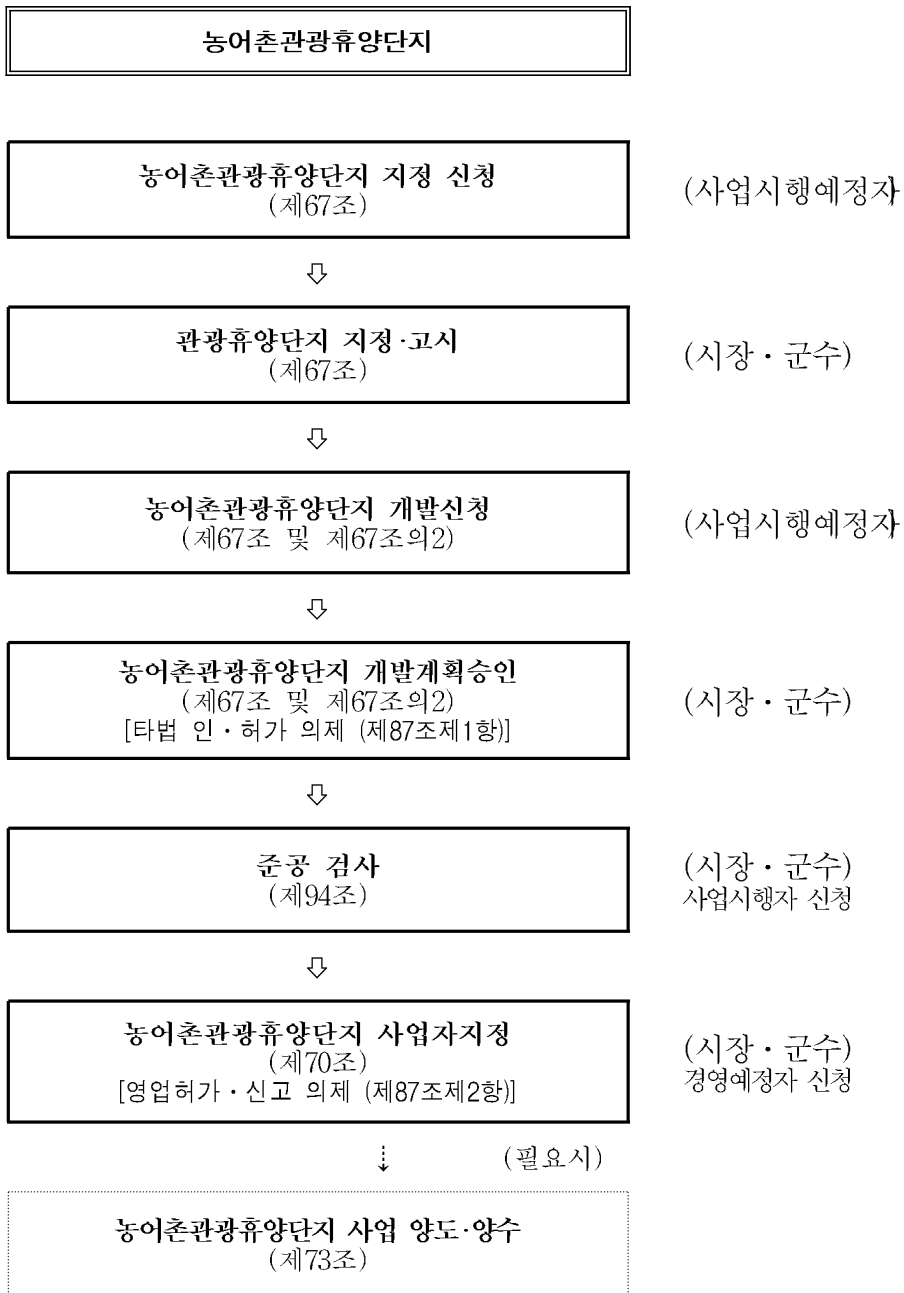 농어촌관광휴양단지
농어촌관광휴양단지 지정 신청
(제67조)
(사업시행예정자)
관광휴양단지 지정·고시
(제67조)
(시장·군수)
농어촌관광휴양단지 개발신청
(제67조 및 제67조의2)
(사업시행예정자)
농어촌관광휴양단지 개발계획승인
(제67조 및 제67조의2)
[타법 인·허가 의제 (제87조제1항)]
(시장·군수)
준공 검사
(제94조)
(시장·군수)
사업시행자 신청
농어촌관광휴양단지 사업자지정
(제70조)
[영업허가·신고 의제 (제87조제2항)]
(시장·군수)
경영예정자 신청
(필요시)
농어촌관광휴양단지 사업 양도·양수
(제73조)